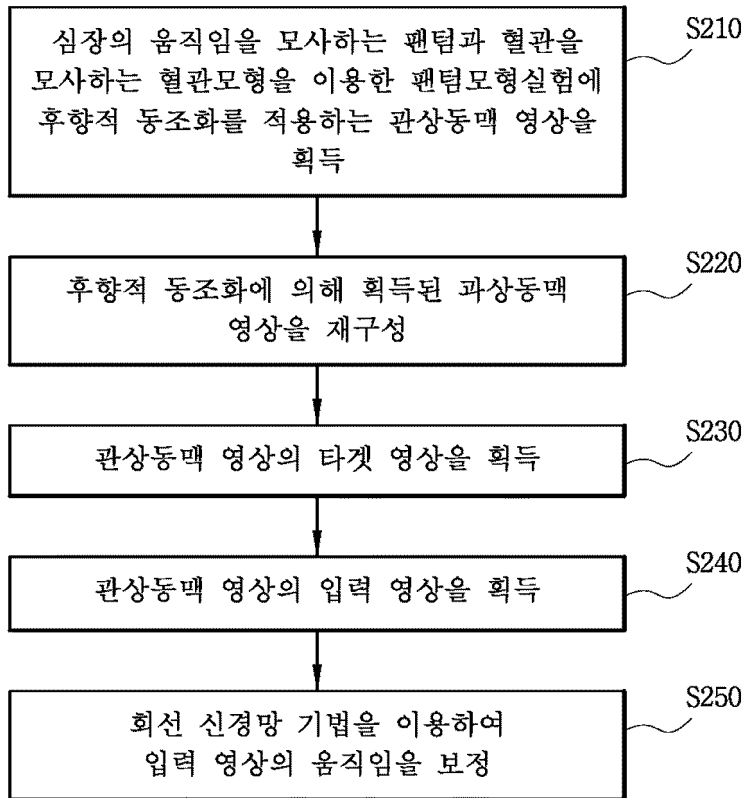 심장의 움직임을 모사하는 팬텀과 혈관을
모사하는 혈관모형을 이용한 팬텀모형실험에
후향적 동조화를 적용하는 관상동맥 영상을
획득
S210
후향적 동조화에 의해 획득된 과상동맥
영상을 재구성
S220
관상동맥 영상의 타겟 영상을 획득
S230
관상동맥 영상의 입력 영상을 획득
S240
회선 신경망 기법을 이용하여
입력 영상의 움직임을 보정
S250